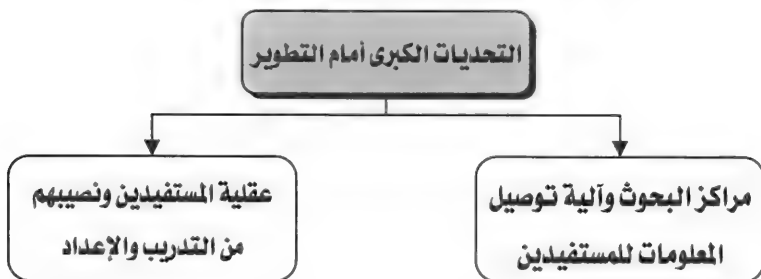 التحديات الكبرى أمام التطوير
مراكز البحوث وآلية توصيل
المعلومات للمستفيدين
عقلية المستفيدين ونصيبهم
من التدريب والإعداد